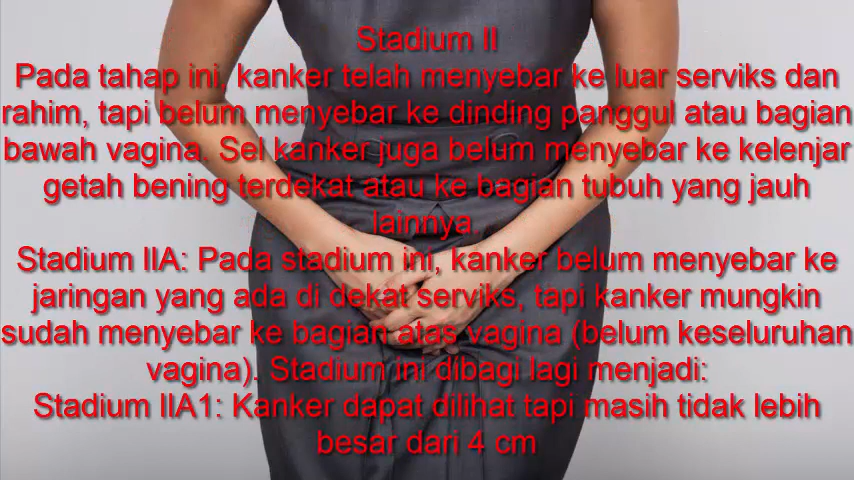 Stadium II
Pada tahap ini, kanker telah menyebar ke luar serviks dan
rahim, tapi belum menyebar ke dinding panggul atau bagian
bawah vagina. Sel kanker juga belum menyebar ke kelenjar
getah bening terdekat atau ke bagian tubuh yang jauh
lainnya.
Stadium IIA: Pada stadium ini, kanker belum menyebar ke
jaringan yang ada di dekat serviks, tapi kanker mungkin
sudah menyebar ke bagian atas vagina (belum keseluruhan
vagina). Stadium ini dibagi lagi menjadi:
Stadium IIA1: Kanker dapat dilihat tapi masih tidak lebih
besar dari 4 cm